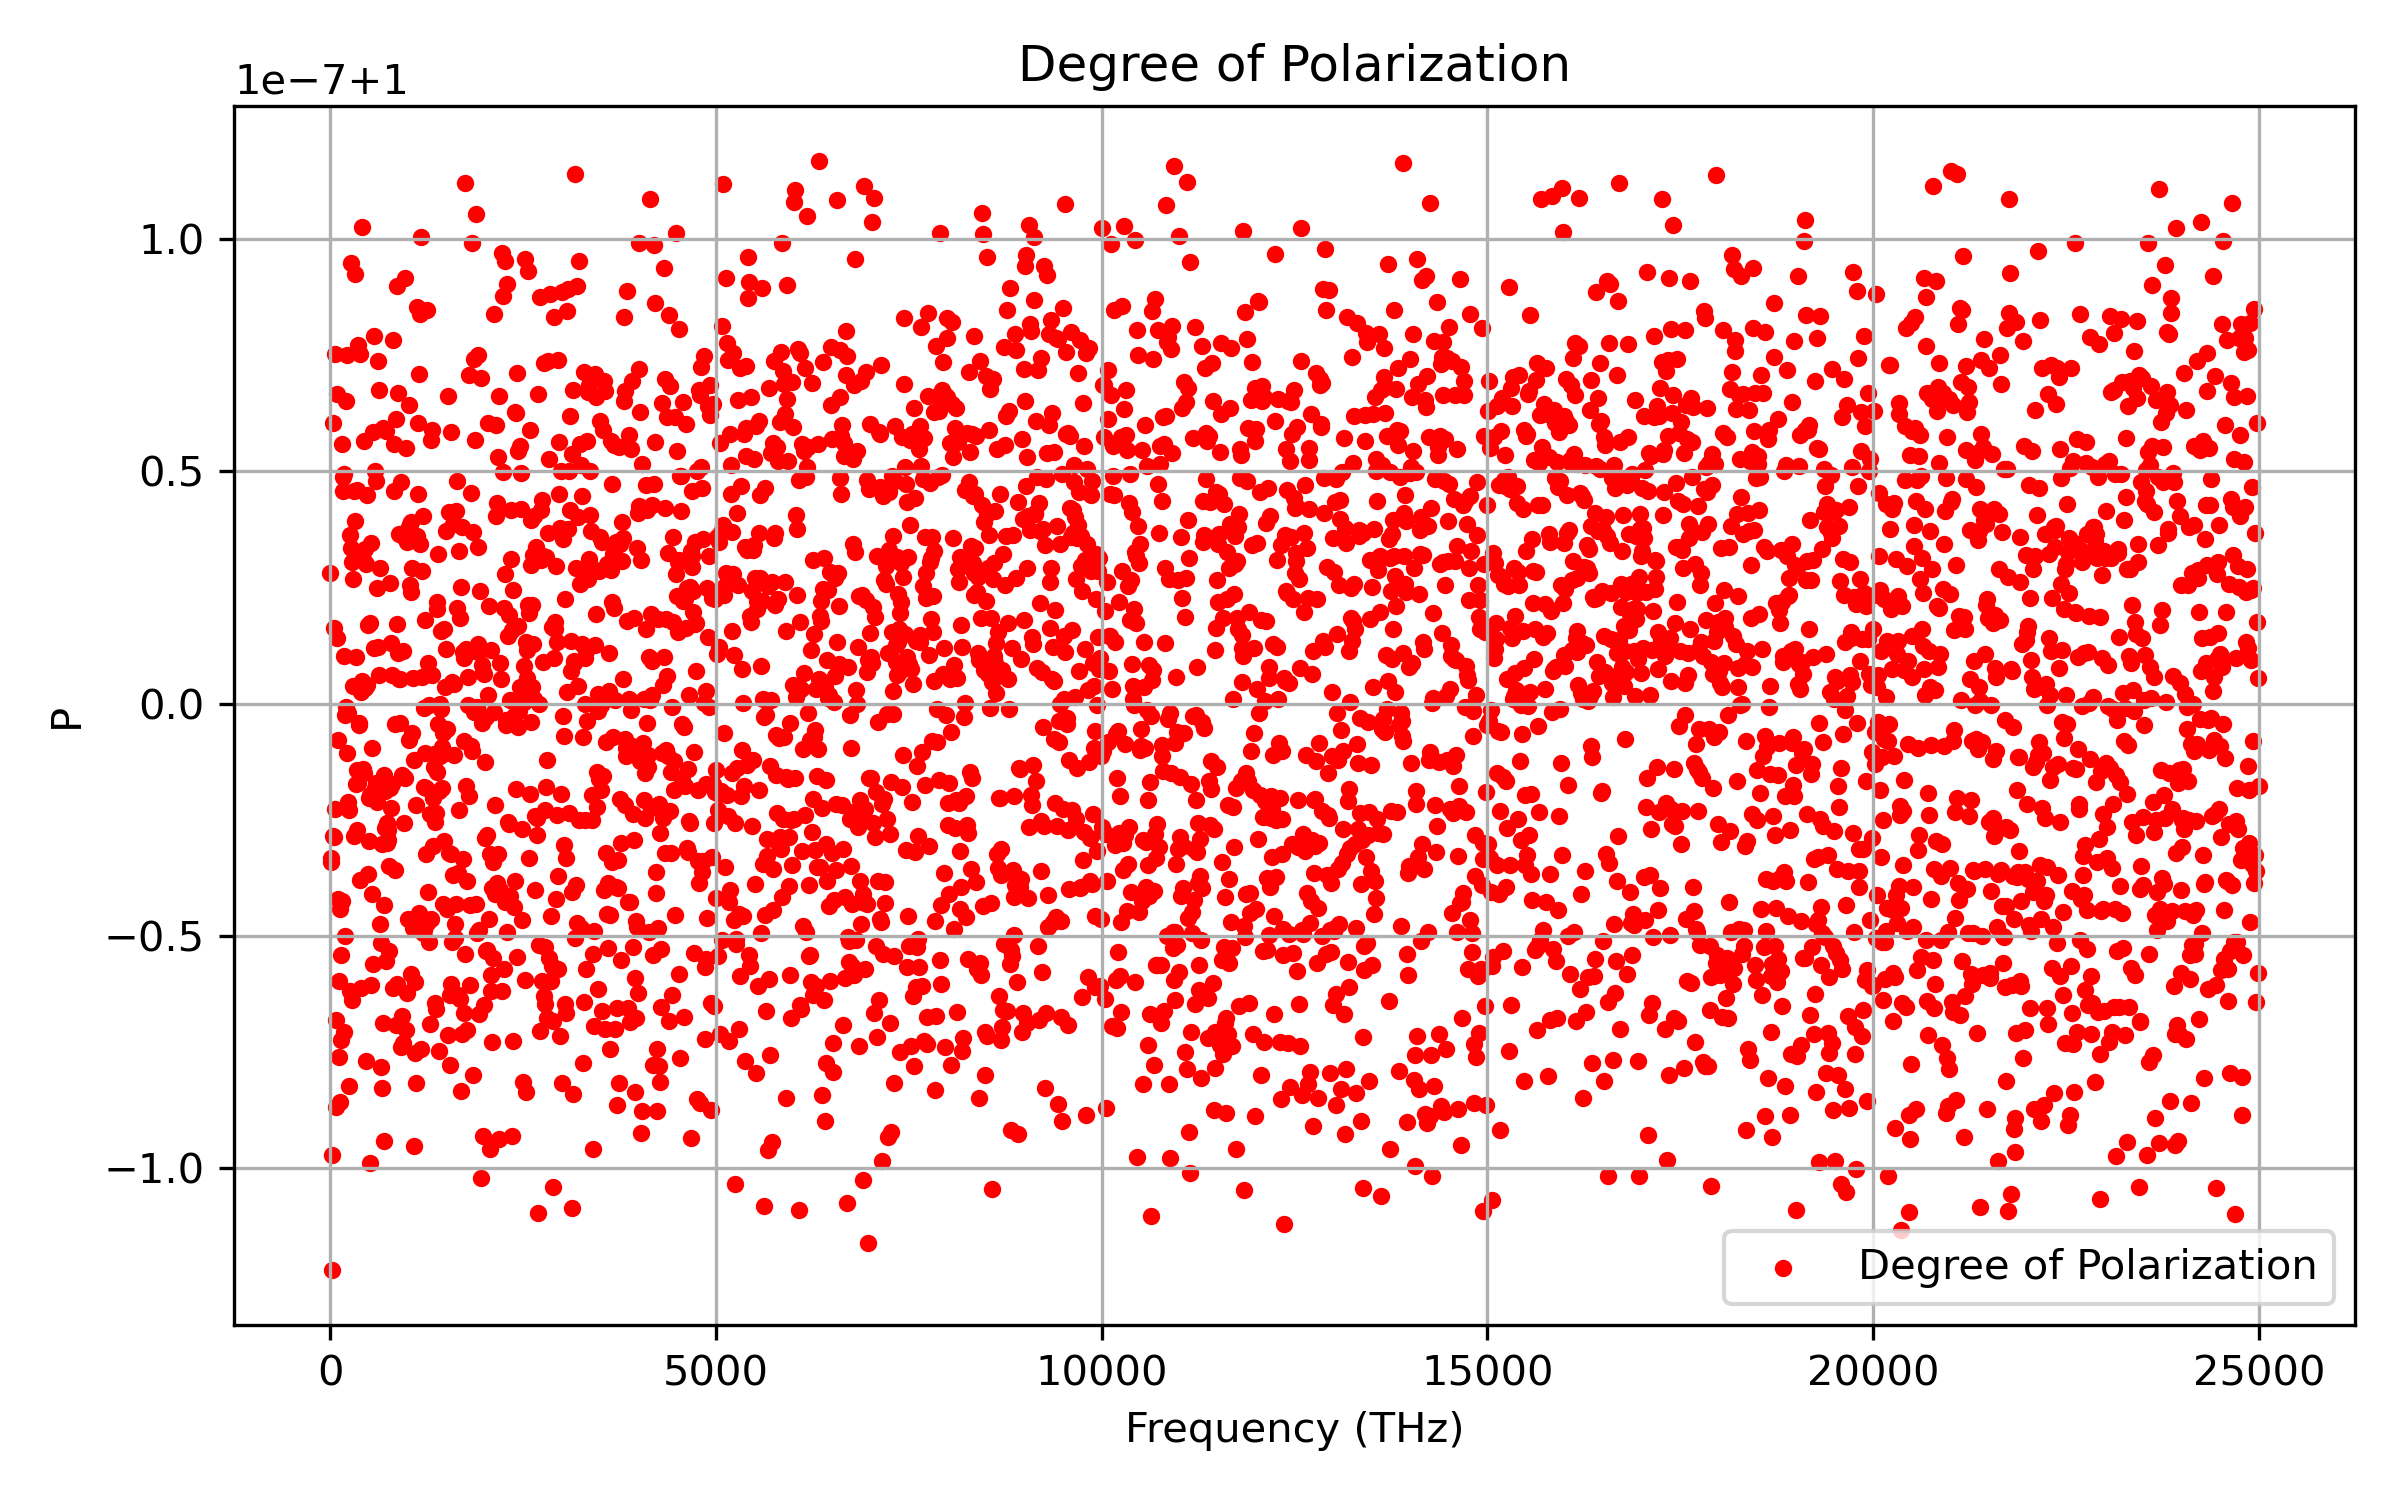 Degree of Polarization
1e−7+1
1.0
0.5
0.0
−0.5
−1.0
P
Degree of Polarization
0 5000 10000 15000 20000 25000
Frequency (THz)